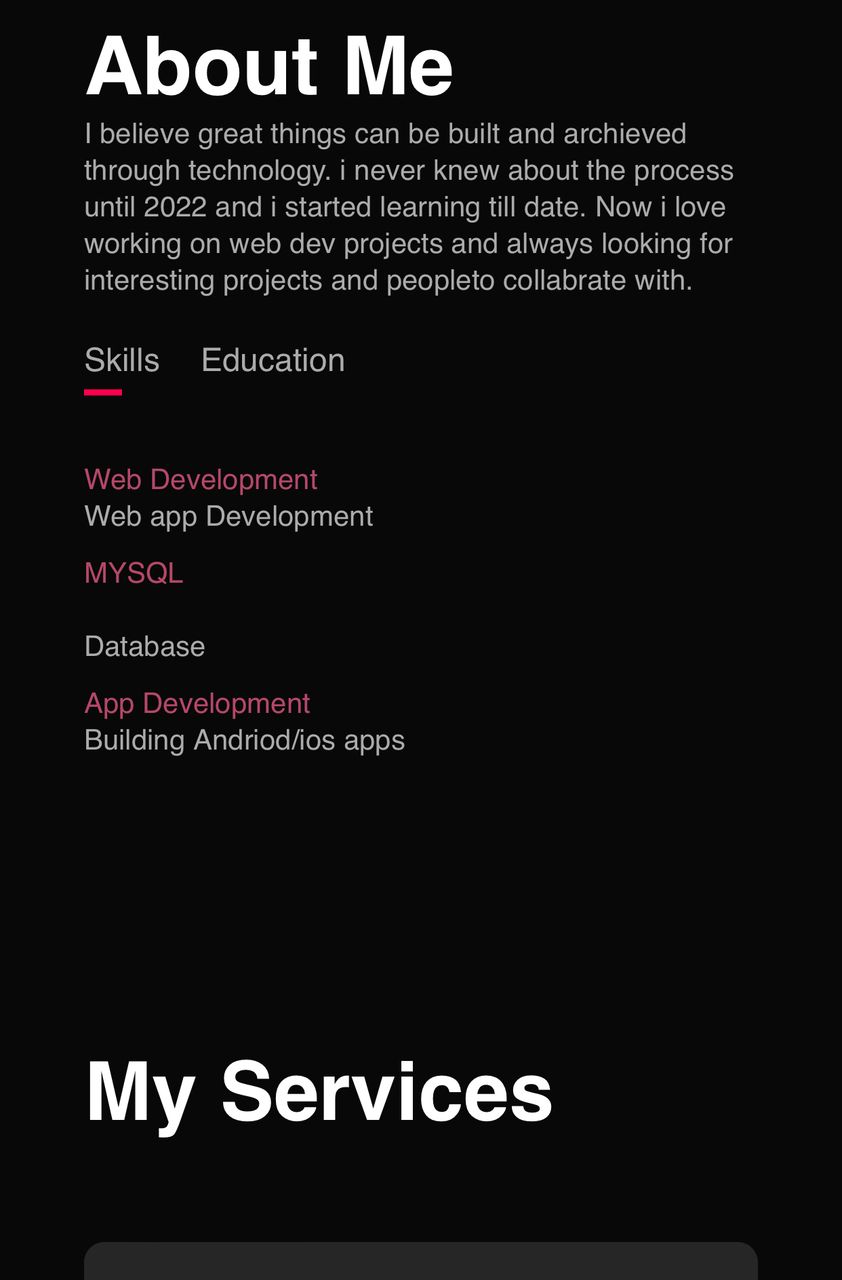 About Me
I believe great things can be built and archieved
through technology. i never knew about the process
until 2022 and i started learning till date. Now i love
working on web dev projects and always looking for
interesting projects and peopleto collabrate with.
Skills Education
Web Development
Web app Development
MYSQL
Database
App Development
Building Andriod/ios apps
My Services